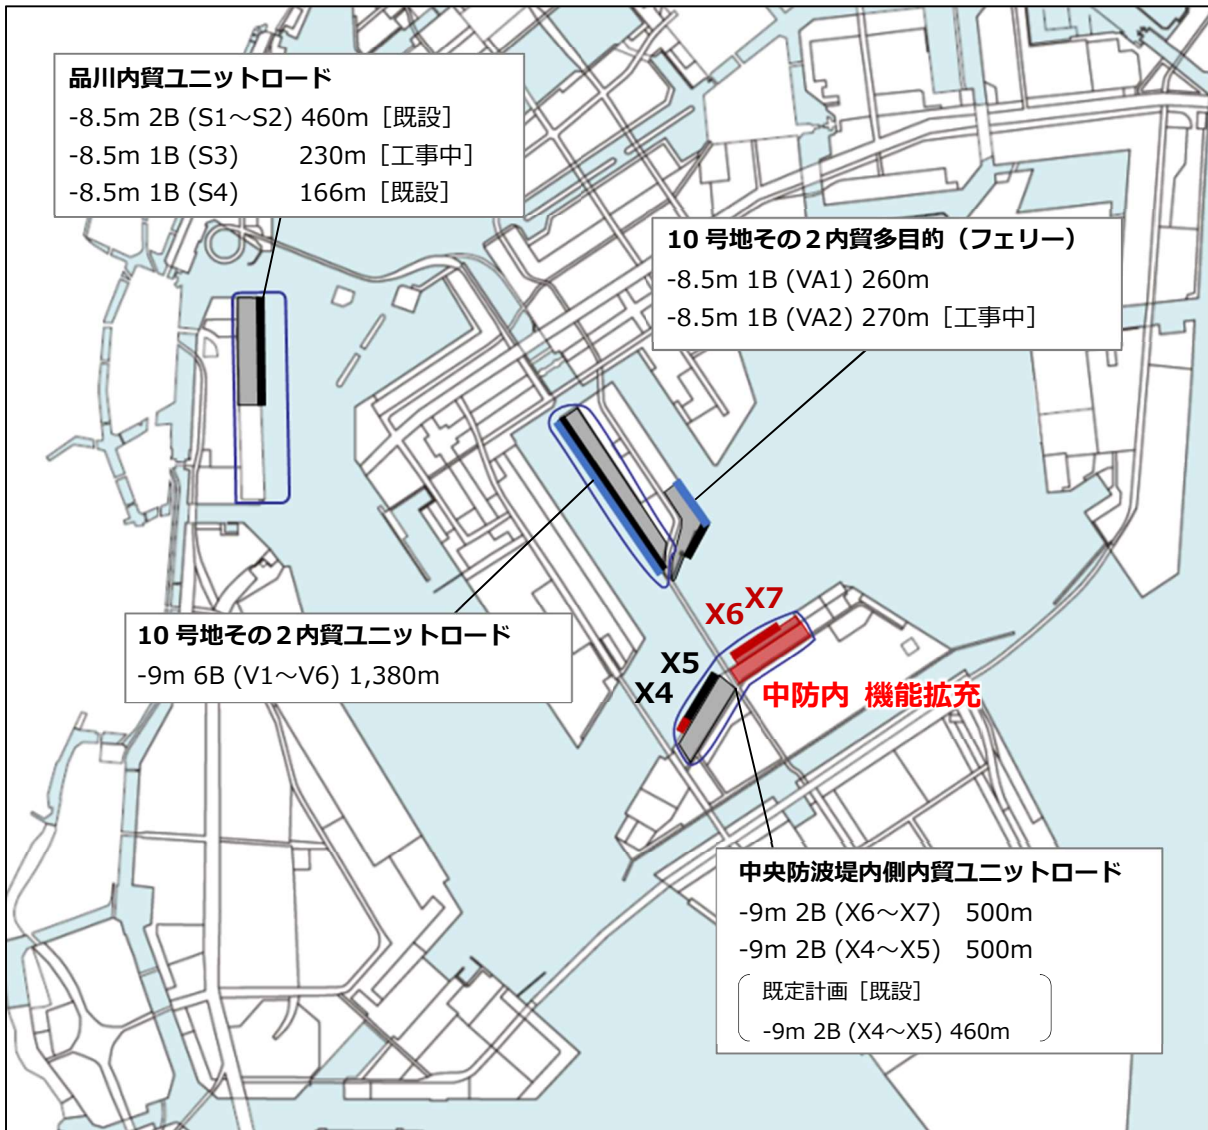 品川内貿ユニットロード
-8.5m 2B (S1～S2) 460m［既設］
-8.5m 1B (S3) 230m［工事中］
-8.5m 1B (S4) 166m［既設］
10 号地その２内貿多目的（フェリー）
-8.5m 1B (VA1) 260m
-8.5m 1B (VA2) 270m［工事中］
10 号地その２内貿ユニットロード
-9m 6B (V1～V6) 1,380m
X7
X6
X5
X4
中防内 機能拡充
中央防波堤内側内貿ユニットロード
-9m 2B (X6～X7) 500m
-9m 2B (X4～X5) 500m
既定計画［既設］
-9m 2B (X4～X5) 460m